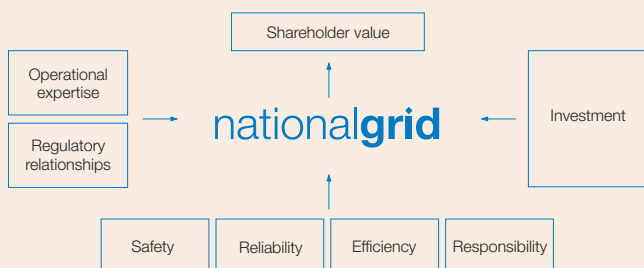 Shareholder value
Operational
expertise
Regulatory
relationships
nationalgrid
Investment
Safety
Reliability
Efficiency
Responsibility